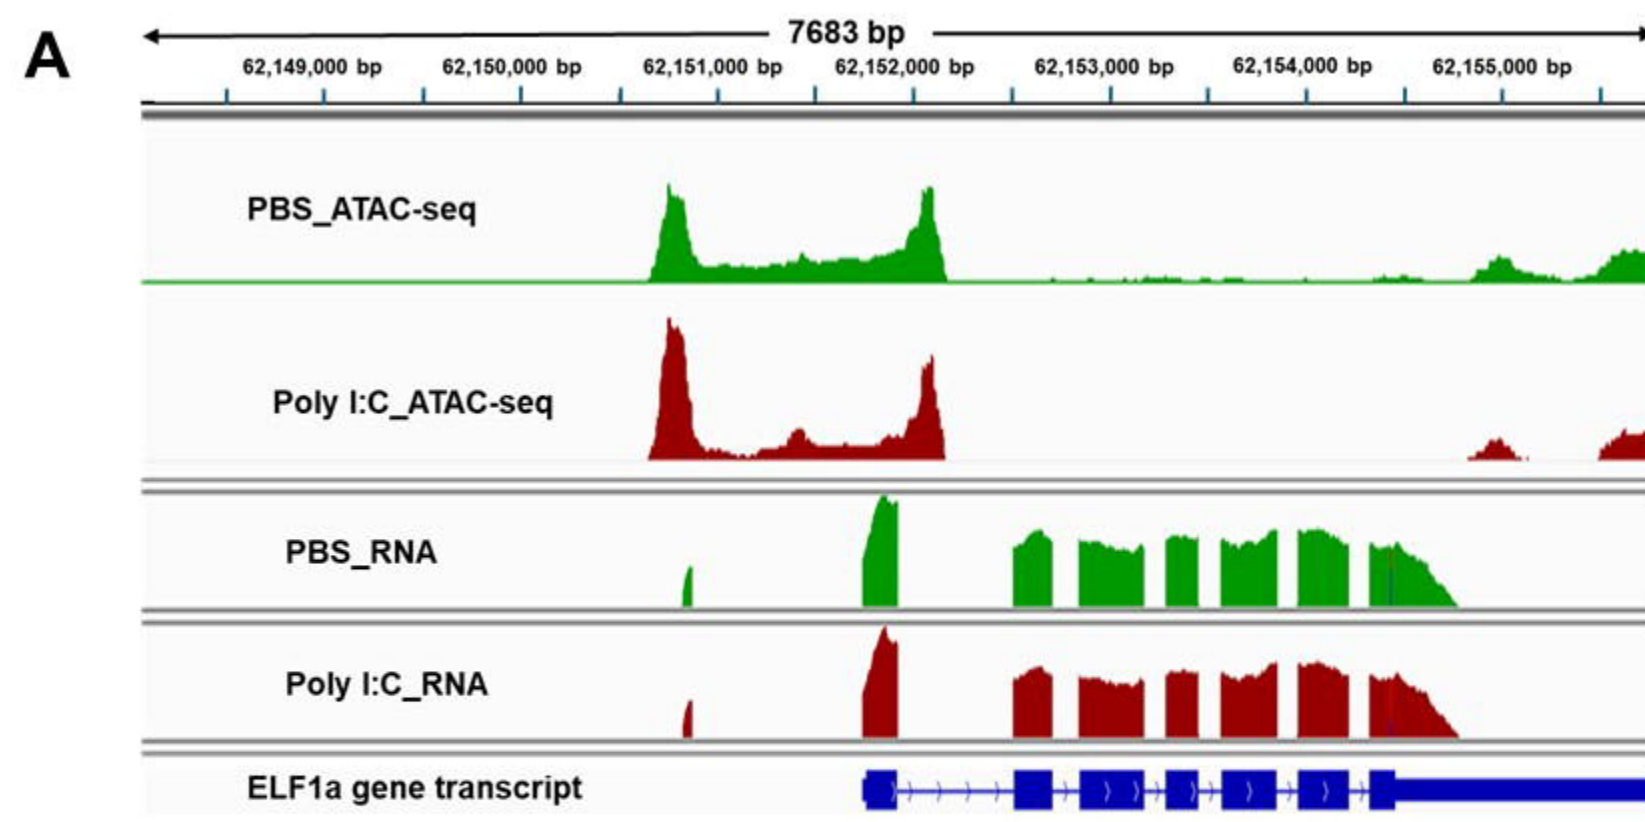 A
7683 bp
62,149,000 bp 62,150,000 bp 62,151,000 bp 62,152,000 bp 62,153,000 bp 62,154,000 bp 62,155,000 bp
PBS_ATAC-seq
Poly I:C_ATAC-seq
PBS_RNA
Poly I:C_RNA
ELF1a gene transcript